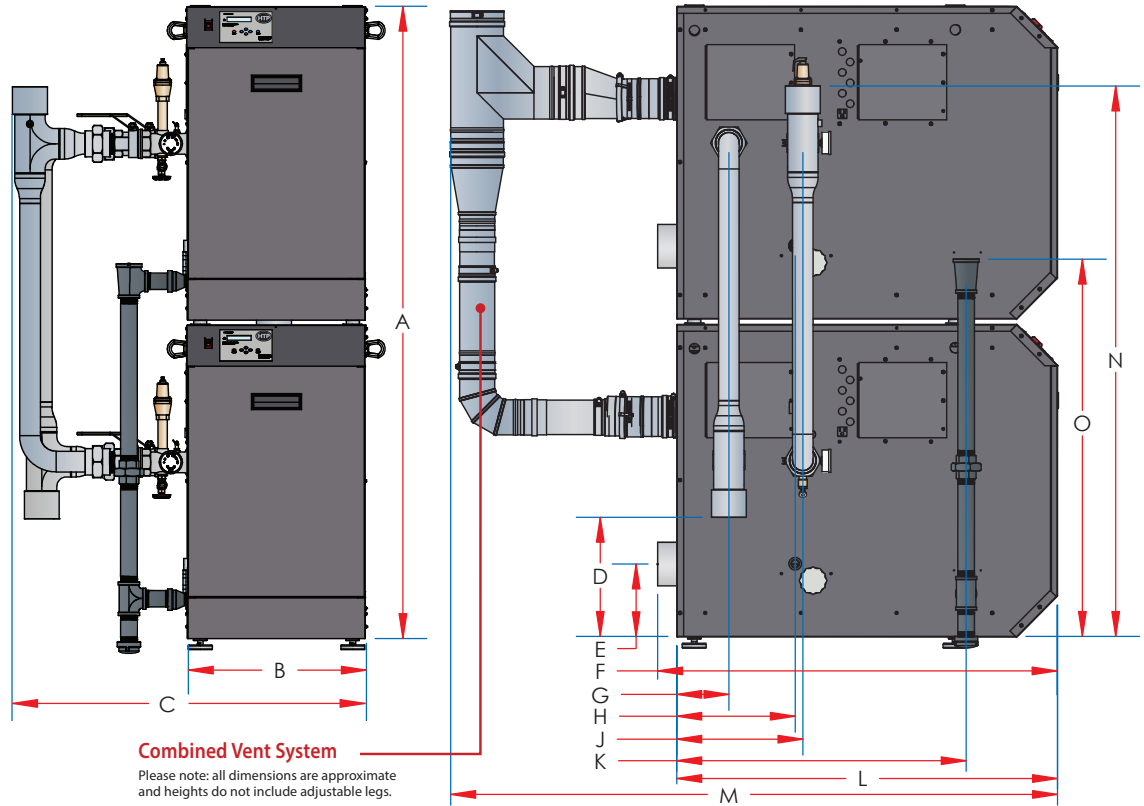 HTP
HTP
A
B
C
D
E
F
G
H
J
K
L
M
N
O
Combined Vent System
Please note: all dimensions are approximate
and heights do not include adjustable legs.